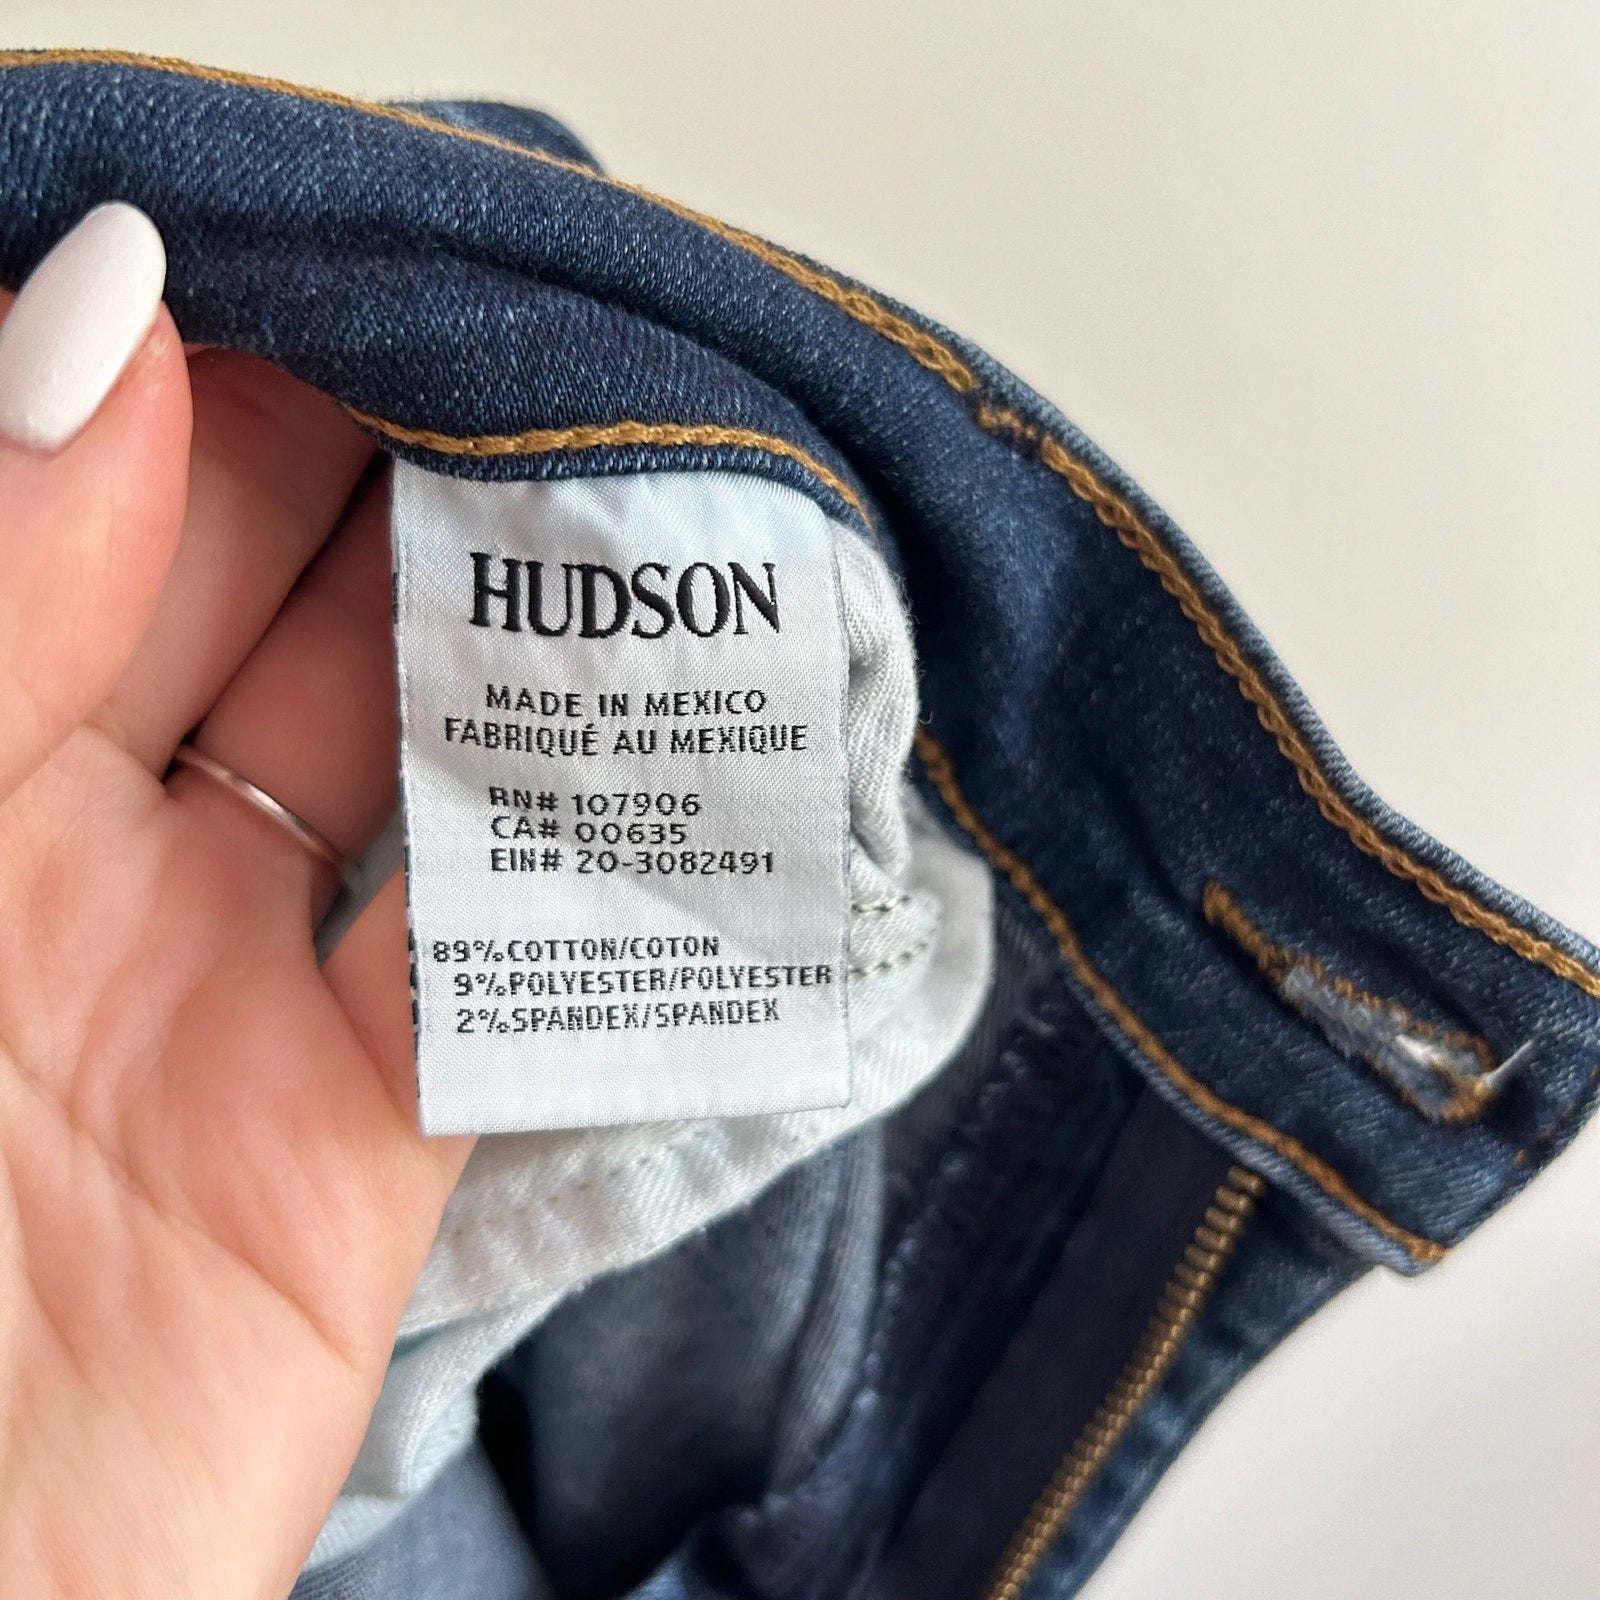 HUDSON
MADE IN MEXICO
FABRIQUÉ AU MEXIQUE
RN# 107906
CA# 00635
EIN# 20-3082491
89%COTTON/COTON
9%POLYESTER/POLYESTER
2%SPANDEX/SPANDEX